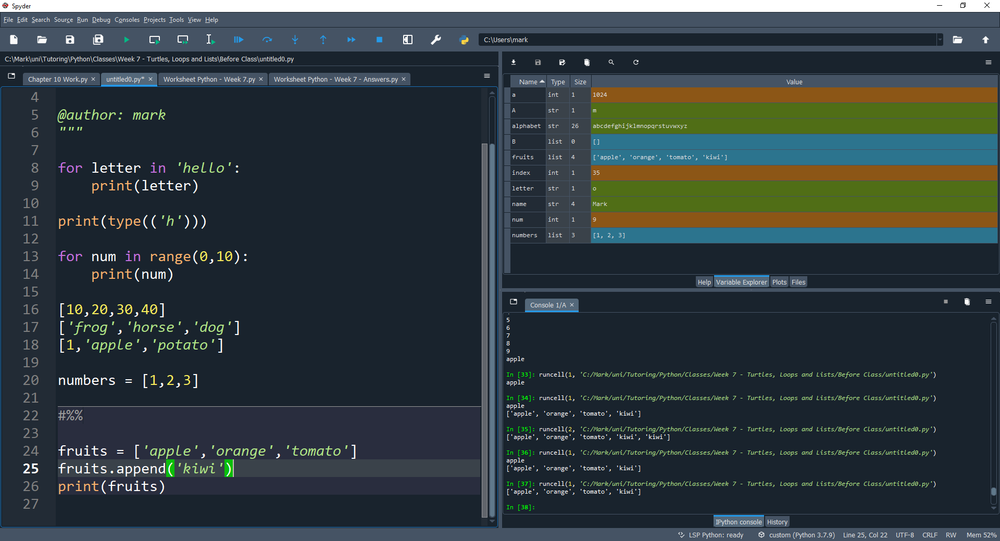 Spyder
File Edit Search Source Run Debug Consoles Projects Tools View Help
C:\Users\mark
C:\Mark\uni\Tutoring\Python\Classes\Week 7 - Turtles, Loops and Lists\Before Class\untitled0.py
Chapter 10 Work.py
untitled0.py*
Worksheet Python - Week 7.py
Worksheet Python - Week 7 - Answers.py
4
5 @author: mark
6 """
7
8 for letter in 'hello':
9     print(letter)
10
11 print(type(('h')))
12
13 for num in range(0,10):
14     print(num)
15
16 [10,20,30,40]
17 ['frog','horse','dog']
18 [1,'apple','potato']
19
20 numbers = [1,2,3]
21
22 #%%
23
24 fruits = ['apple','orange','tomato']
25 fruits.append('kiwi')
26 print(fruits)
27
Name Type Size Value
a int 1 1024
A str 1 m
alphabet str 26 abcdefghijklmnopqrstuvwxyz
B list 0 []
fruits list 4 ['apple', 'orange', 'tomato', 'kiwi']
index int 1 35
letter str 1 o
name str 4 Mark
num int 1 9
numbers list 3 [1, 2, 3]
Help Variable Explorer Plots Files
Console 1/A
5
6
7
8
9
apple
In [33]: runcell(1, 'C:/Mark/uni/Tutoring/Python/Classes/Week 7 - Turtles, Loops and Lists/Before Class/untitled0.py')
apple
In [34]: runcell(1, 'C:/Mark/uni/Tutoring/Python/Classes/Week 7 - Turtles, Loops and Lists/Before Class/untitled0.py')
apple
['apple', 'orange', 'tomato', 'kiwi']
In [35]: runcell(2, 'C:/Mark/uni/Tutoring/Python/Classes/Week 7 - Turtles, Loops and Lists/Before Class/untitled0.py')
['apple', 'orange', 'tomato', 'kiwi', 'kiwi']
In [36]: runcell(1, 'C:/Mark/uni/Tutoring/Python/Classes/Week 7 - Turtles, Loops and Lists/Before Class/untitled0.py')
apple
['apple', 'orange', 'tomato', 'kiwi']
In [37]: runcell(1, 'C:/Mark/uni/Tutoring/Python/Classes/Week 7 - Turtles, Loops and Lists/Before Class/untitled0.py')
['apple', 'orange', 'tomato', 'kiwi']
In [38]:
IPython console History
LSP Python: ready custom (Python 3.7.9) Line 25, Col 22 UTF-8 CRLF RW Mem 52%